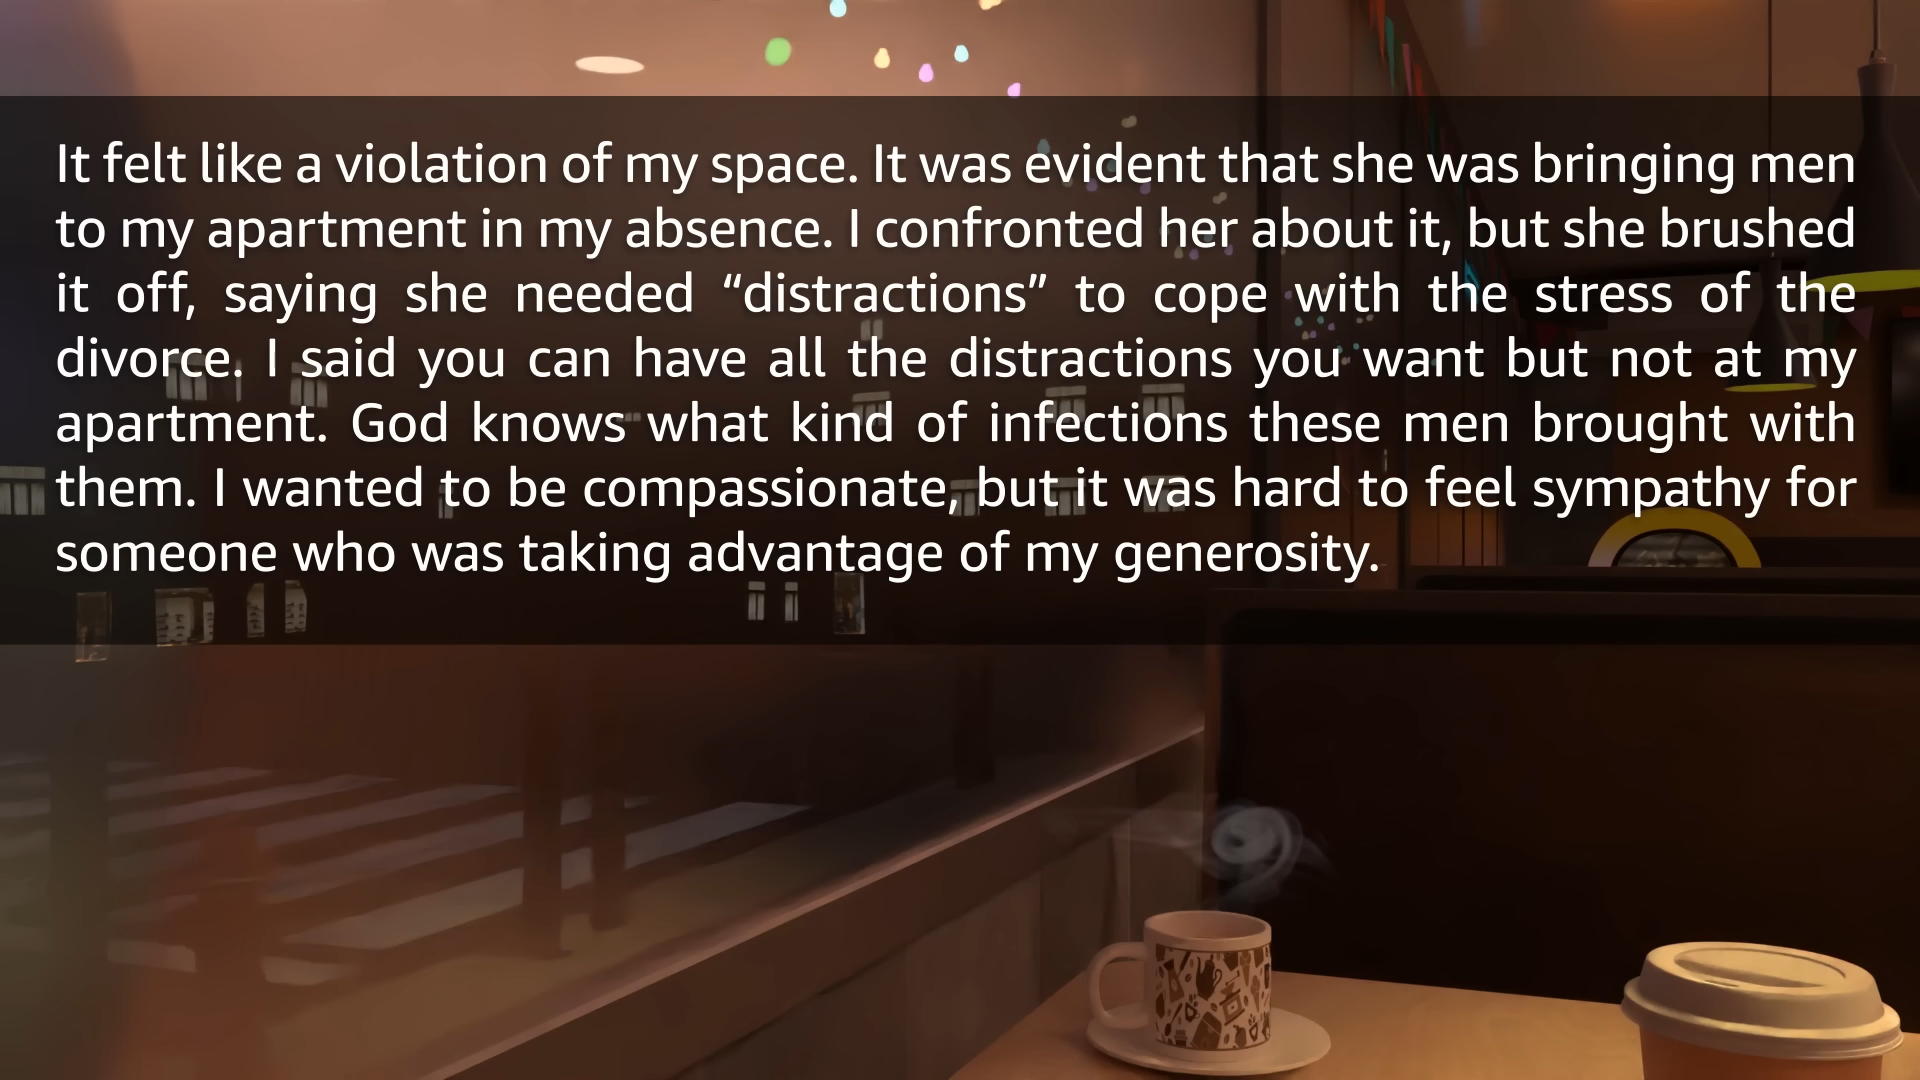 It felt like a violation of my space. It was evident that she was bringing men
to my apartment in my absence. I confronted her about it, but she brushed
it off, saying she needed “distractions” to cope with the stress of the
divorce. I said you can have all the distractions you want but not at my
apartment. God knows what kind of infections these men brought with
them. I wanted to be compassionate, but it was hard to feel sympathy for
someone who was taking advantage of my generosity.